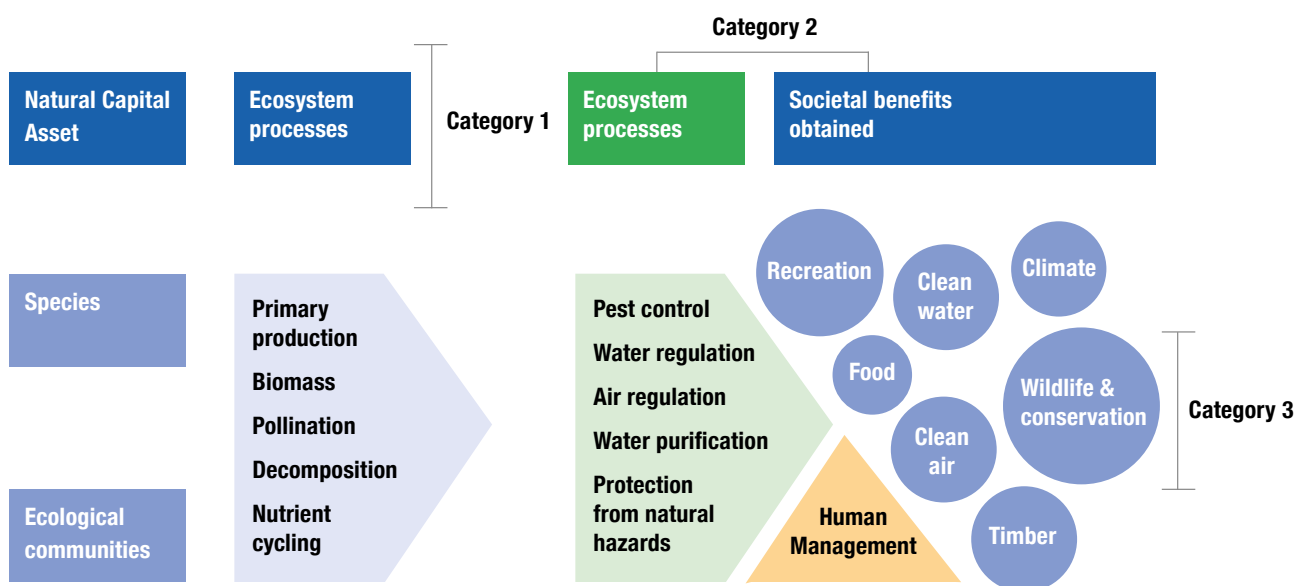 Category 2
Natural Capital
Asset
Ecosystem
processes
Category 1
Ecosystem
processes
Societal benefits
obtained
Species
Ecological
communities
Primary
production
Biomass
Pollination
Decomposition
Nutrient
cycling
Pest control
Water regulation
Air regulation
Water purification
Protection
from natural
hazards
Human
Management
Recreation
Clean
water
Climate
Food
Wildlife &
conservation
Category 3
Clean
air
Timber